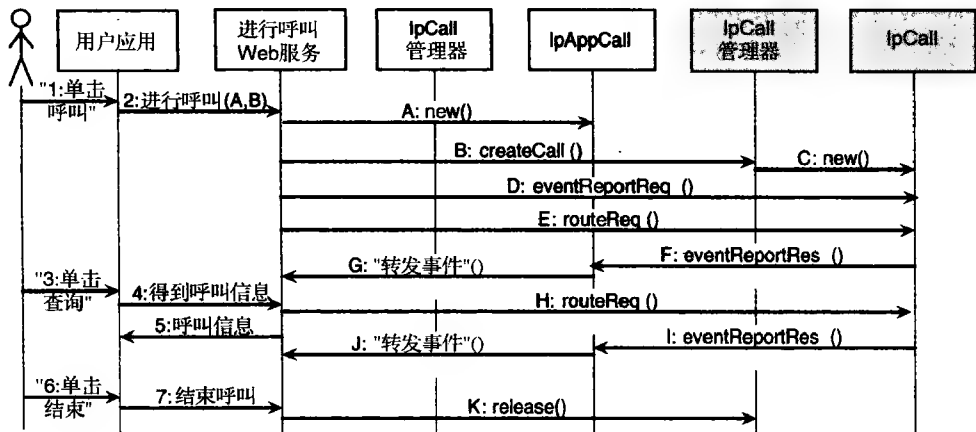 用户应用
进行呼叫
Web服务
IpCall
管理器
IpAppCall
IpCall
管理器
IpCall
"1:单击
呼叫"
2:进行呼叫(A,B)
A: new()
B: createCall ()
C: new()
D: eventReportReq ()
E: routeReq ()
F: eventReportRes ()
G: "转发事件"()
"3:单击
查询"
4:得到呼叫信息
H: routeReq ()
5:呼叫信息
I: eventReportRes ()
J: "转发事件"()
"6:单击
结束"
7:结束呼叫
K: release()